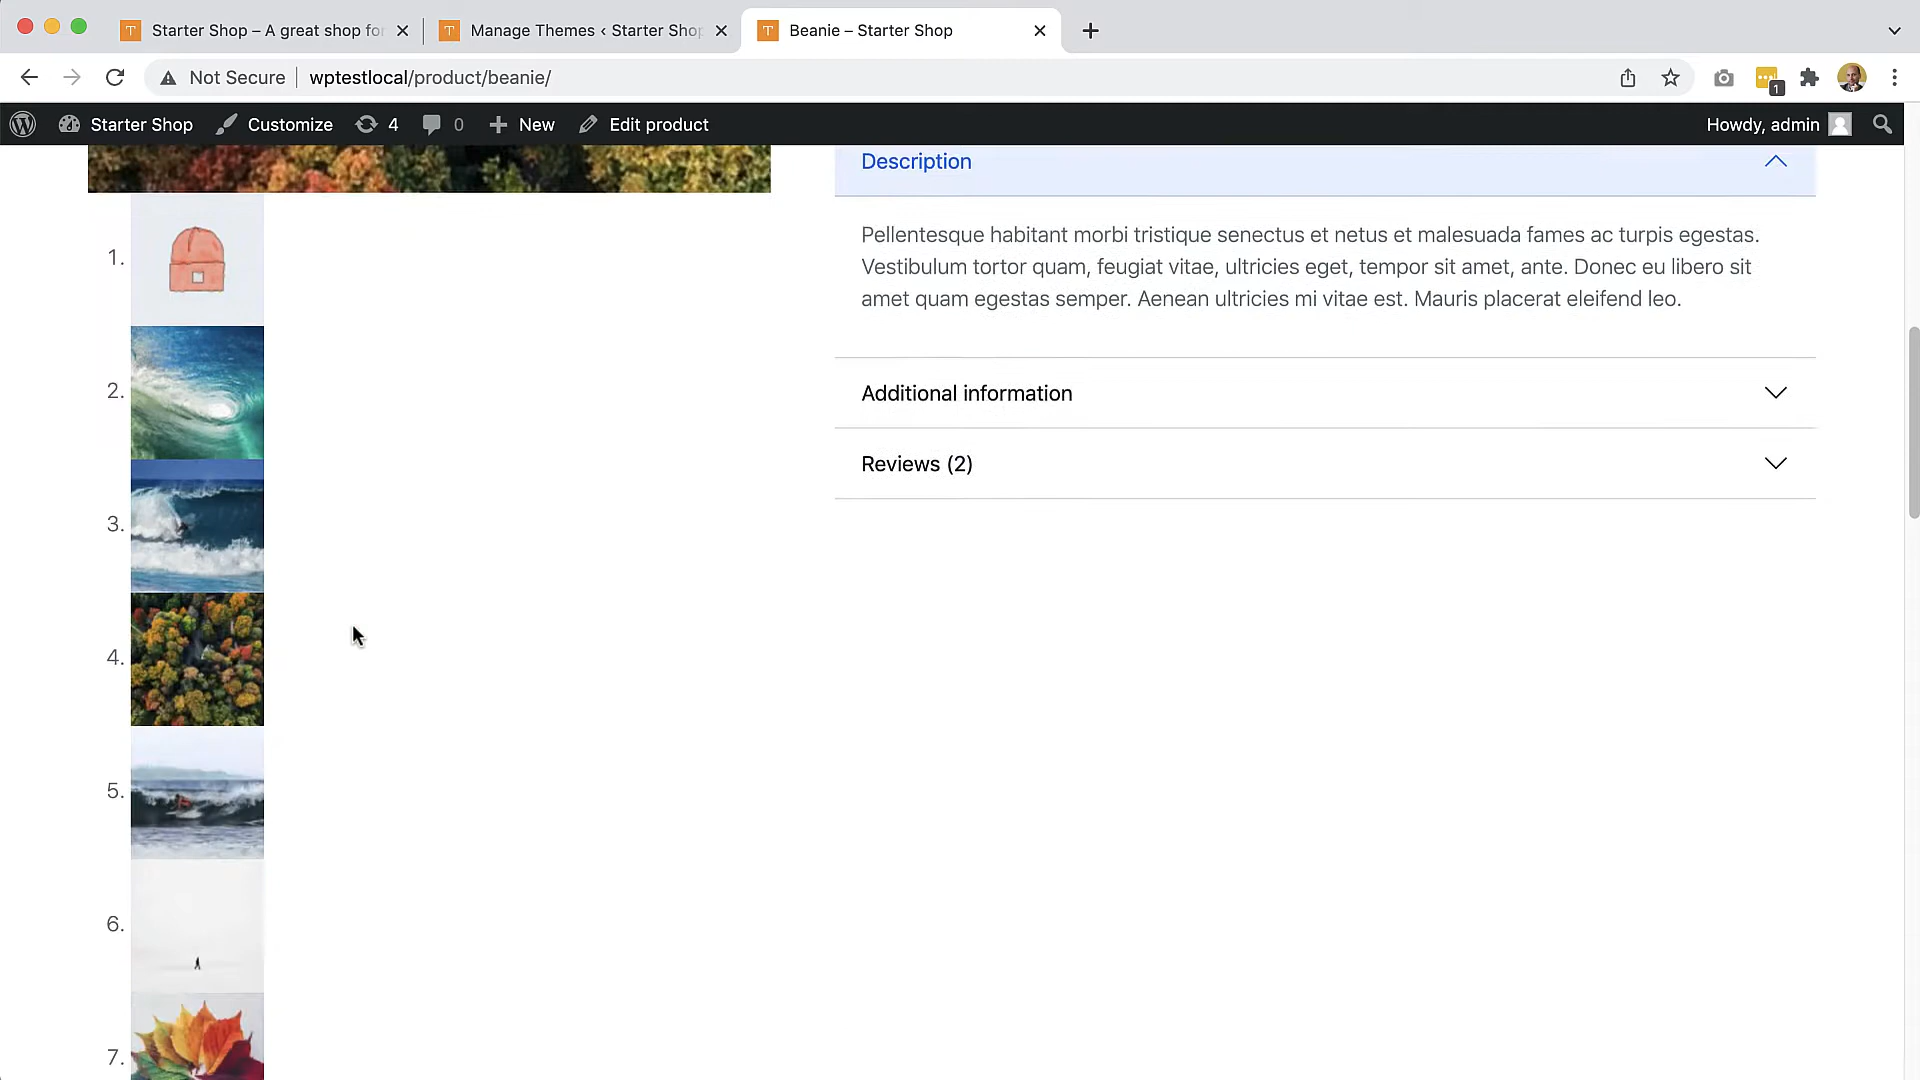 Starter Shop – A great shop for
Manage Themes ‹ Starter Shop
Beanie – Starter Shop
Not Secure
wptestlocal/product/beanie/
1
Starter Shop
Customize
4
0
New
Edit product
Howdy, admin
Description
Pellentesque habitant morbi tristique senectus et netus et malesuada fames ac turpis egestas.
Vestibulum tortor quam, feugiat vitae, ultricies eget, tempor sit amet, ante. Donec eu libero sit
amet quam egestas semper. Aenean ultricies mi vitae est. Mauris placerat eleifend leo.
Additional information
Reviews (2)
1.
2.
3.
4.
5.
6.
7.